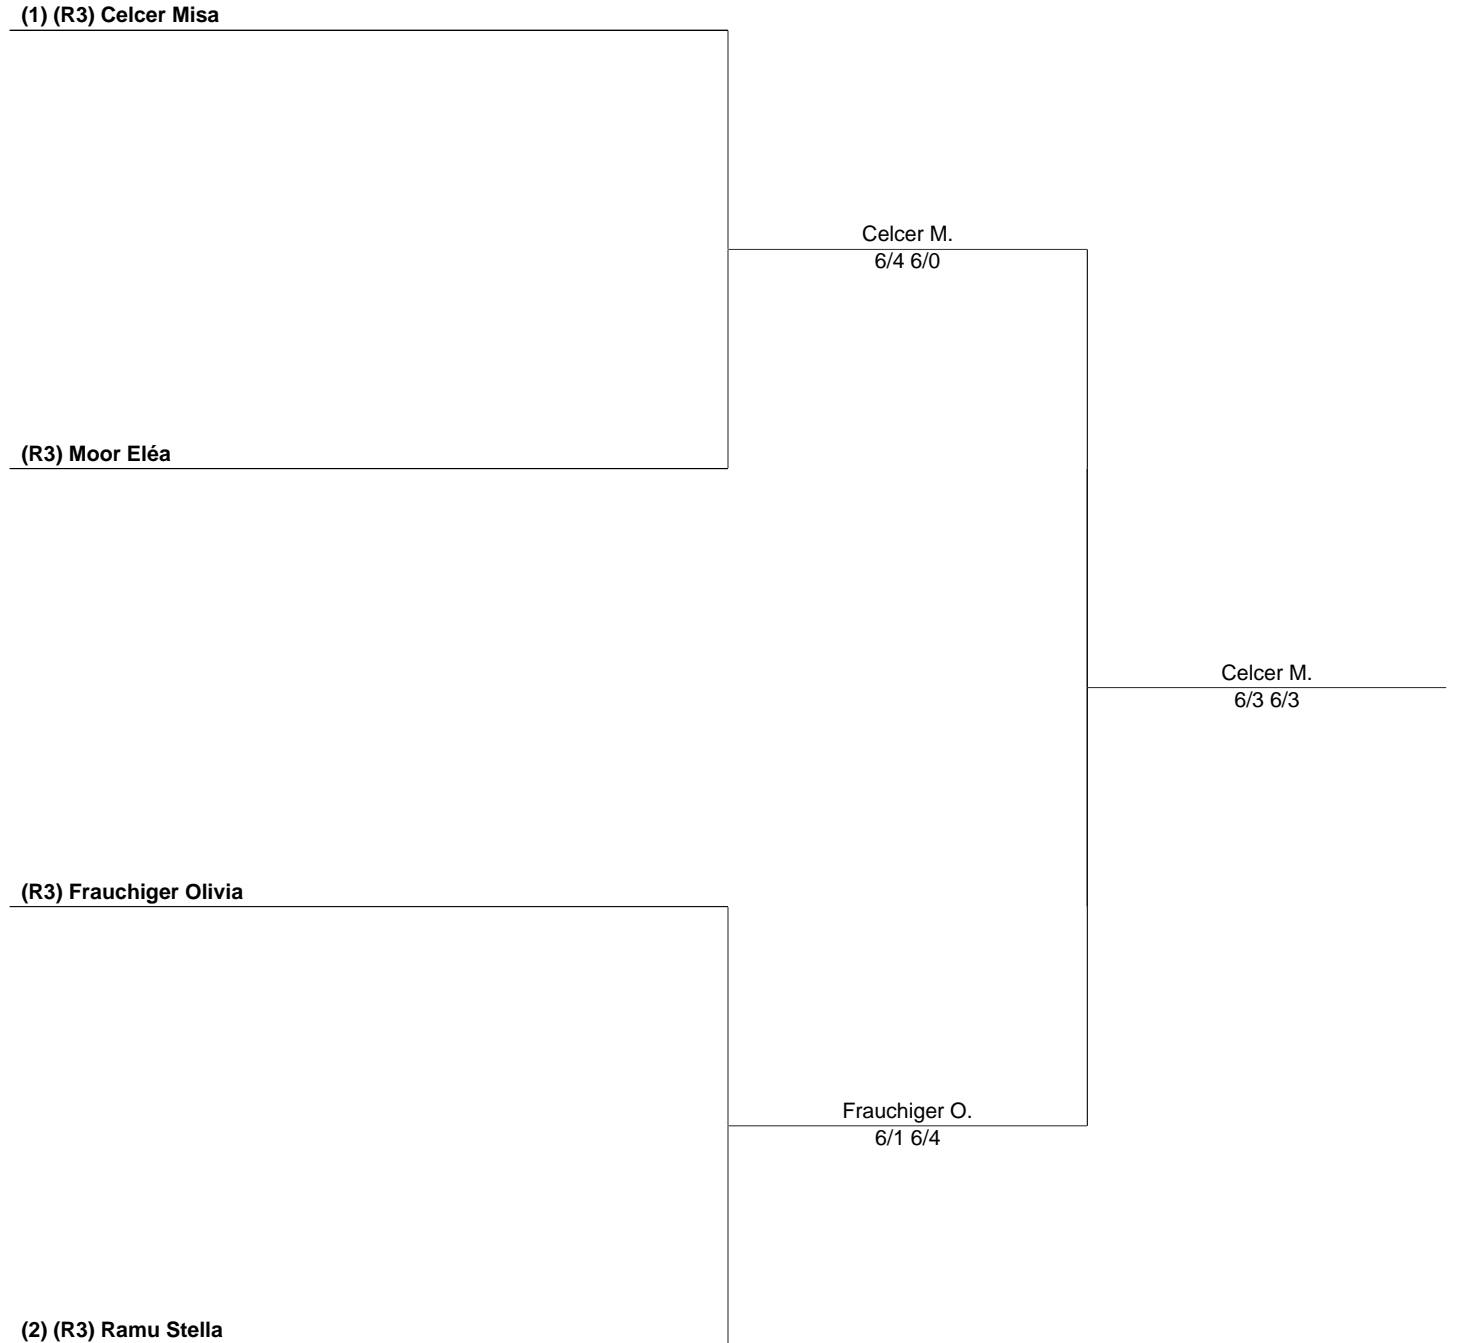 (1) (R3) Celcer Misa
Celcer M.
6/4 6/0
(R3) Moor Eléa
Celcer M.
6/3 6/3
(R3) Frauchiger Olivia
Frauchiger O.
6/1 6/4
(2) (R3) Ramu Stella